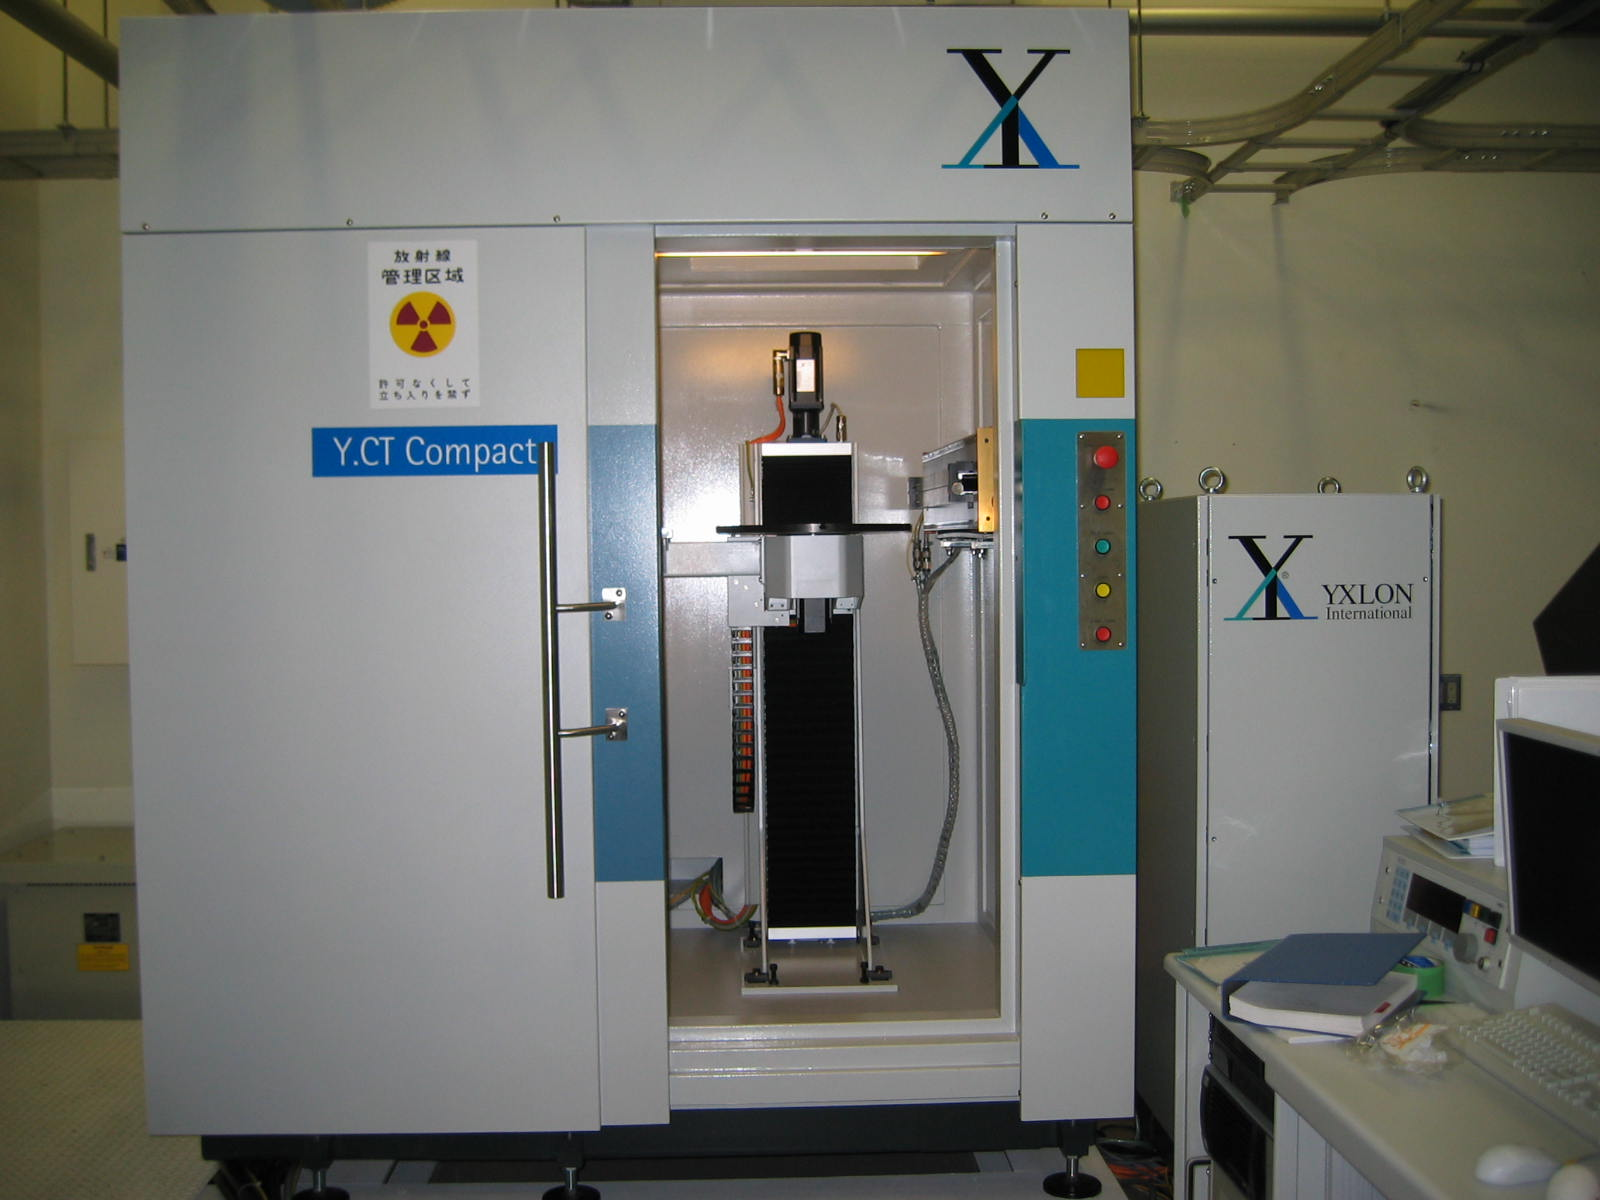 放射線
管理区域
許可なくして
立ち入りを禁ず
Y.CT Compact
YXLON
International